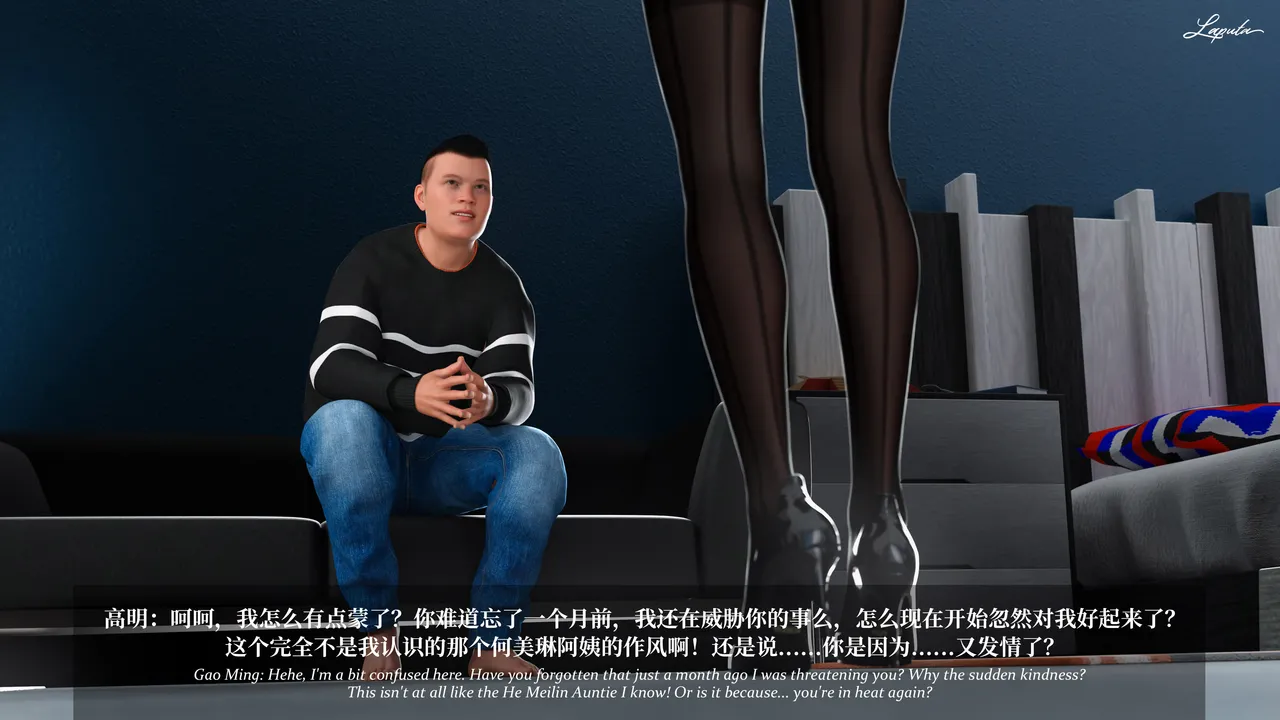 Laputa
高明：呵呵，我怎么有点蒙了？你难道忘了一个月前，我还在威胁你的事么，怎么现在开始忽然对我好起来了？
这个完全不是我认识的那个何美琳阿姨的作风啊！还是说……你是因为……又发情了？
Gao Ming: Hehe, I'm a bit confused here. Have you forgotten that just a month ago I was threatening you? Why the sudden kindness?
This isn't at all like the He Meilin Auntie I know! Or is it because... you're in heat again?